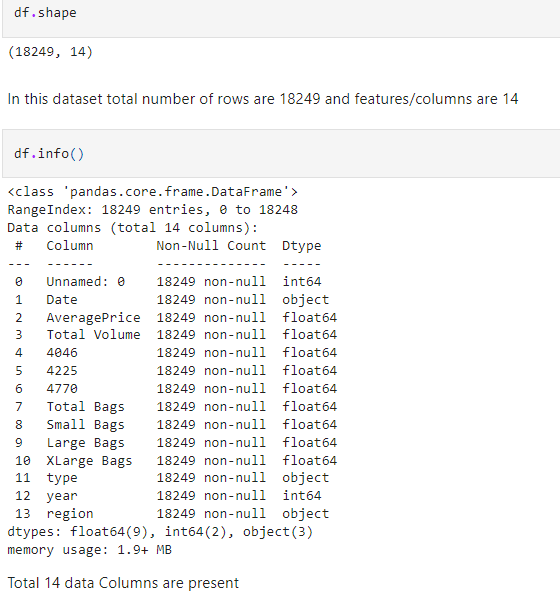 df.shape
(18249, 14)
In this dataset total number of rows are 18249 and features/columns are 14
df.info()
<class 'pandas.core.frame.DataFrame'>
RangeIndex: 18249 entries, 0 to 18248
Data columns (total 14 columns):
 #   Column        Non-Null Count  Dtype
---  ------        --------------  -----
 0   Unnamed: 0    18249 non-null  int64
 1   Date          18249 non-null  object
 2   AveragePrice  18249 non-null  float64
 3   Total Volume  18249 non-null  float64
 4   4046          18249 non-null  float64
 5   4225          18249 non-null  float64
 6   4770          18249 non-null  float64
 7   Total Bags    18249 non-null  float64
 8   Small Bags    18249 non-null  float64
 9   Large Bags    18249 non-null  float64
 10  XLarge Bags   18249 non-null  float64
 11  type          18249 non-null  object
 12  year          18249 non-null  int64
 13  region        18249 non-null  object
dtypes: float64(9), int64(2), object(3)
memory usage: 1.9+ MB
Total 14 data Columns are present